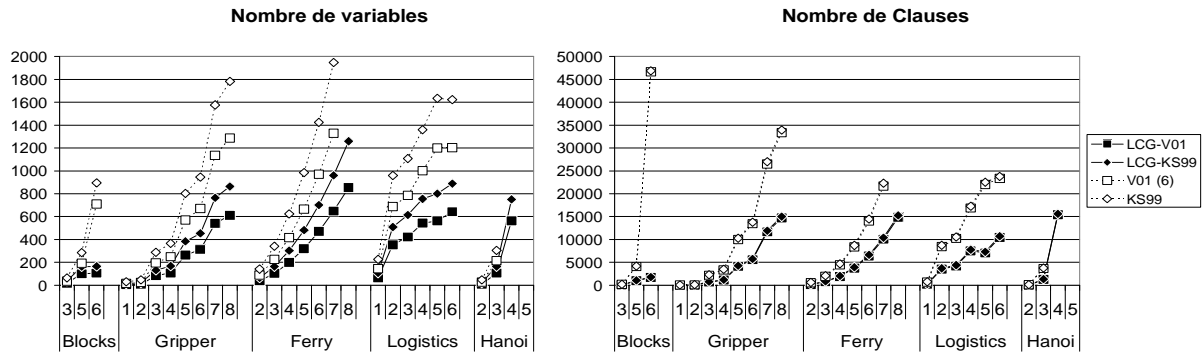 Nombre de variables
2000
1800
1600
1400
1200
1000
800
600
400
200
0
3 5 6 1 2 3 4 5 6 7 8 2 3 4 5 6 7 8 1 2 3 4 5 6 2 3 4 5
Blocks Gripper Ferry Logistics Hanoi
Nombre de Clauses
50000
45000
40000
35000
30000
25000
20000
15000
10000
5000
0
3 5 6 1 2 3 4 5 6 7 8 2 3 4 5 6 7 8 1 2 3 4 5 6 2 3 4 5
Blocks Gripper Ferry Logistics Hanoi
LCG-V01
LCG-KS99
V01 (6)
KS99